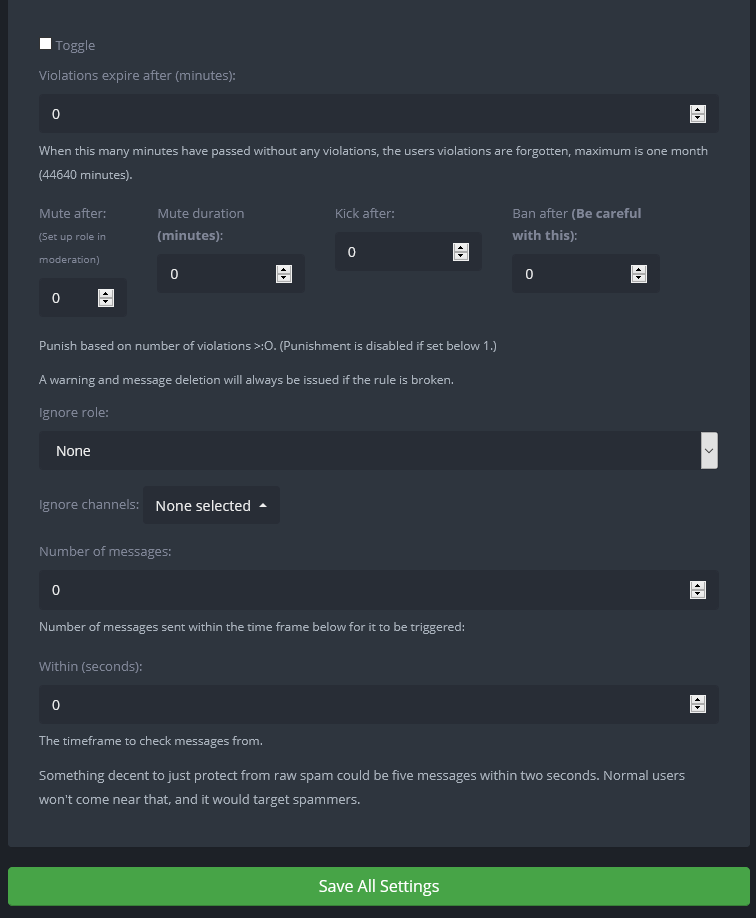 Toggle
Violations expire after (minutes):
0
When this many minutes have passed without any violations, the users violations are forgotten, maximum is one month
(44640 minutes).
Mute after:
(Set up role in
moderation)
0
Mute duration
(minutes):
0
Kick after:
0
Ban after (Be careful
with this):
0
Punish based on number of violations >:O. (Punishment is disabled if set below 1.)
A warning and message deletion will always be issued if the rule is broken.
Ignore role:
None
Ignore channels: None selected
Number of messages:
0
Number of messages sent within the time frame below for it to be triggered:
Within (seconds):
0
The timeframe to check messages from.
Something decent to just protect from raw spam could be five messages within two seconds. Normal users
won't come near that, and it would target spammers.
Save All Settings